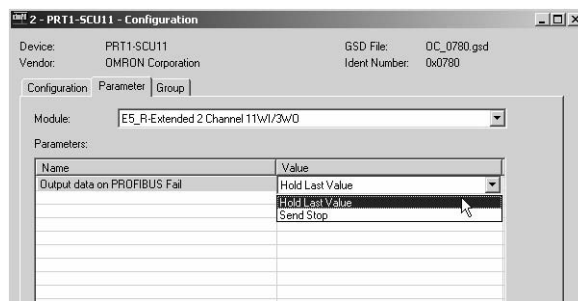 2 - PRT1-SCU11 - Configuration
Device: PRT1-SCU11 GSD File: OC_0780.gsd
Vendor: OMRON Corporation Ident Number: 0x0780
Configuration Parameter Group
Module: E5_R-Extended 2 Channel 11WI/3WO
Parameters:
Name Value
Output data on PROFIBUS Fail Hold Last Value
Hold Last Value
Send Stop